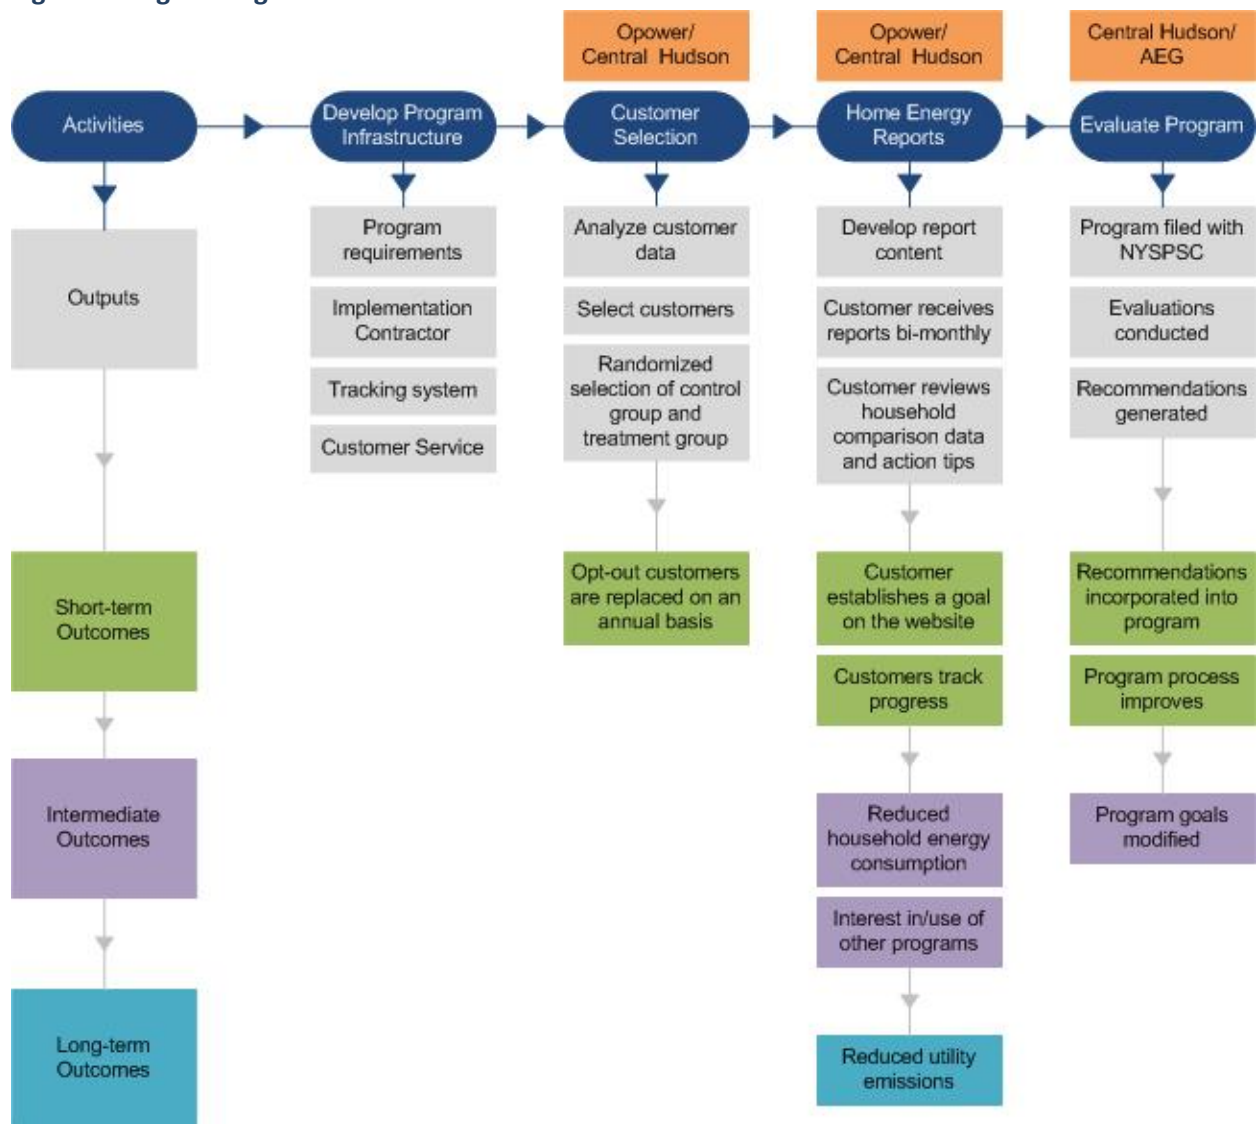 Opower/
Central Hudson
Opower/
Central Hudson
Central Hudson/
AEG
Activities
Develop Program
Infrastructure
Customer
Selection
Home Energy
Reports
Evaluate Program
Outputs
Program
requirements
Implementation
Contractor
Tracking system
Customer Service
Analyze customer
data
Select customers
Randomized
selection of control
group and
treatment group
Develop report
content
Customer receives
reports bi-monthly
Customer reviews
household
comparison data
and action tips
Program filed with
NYSPSC
Evaluations
conducted
Recommendations
generated
Short-term
Outcomes
Opt-out customers
are replaced on an
annual basis
Customer
establishes a goal
on the website
Customers track
progress
Recommendations
incorporated into
program
Program process
improves
Intermediate
Outcomes
Reduced
household energy
consumption
Interest in/use of
other programs
Program goals
modified
Long-term
Outcomes
Reduced utility
emissions